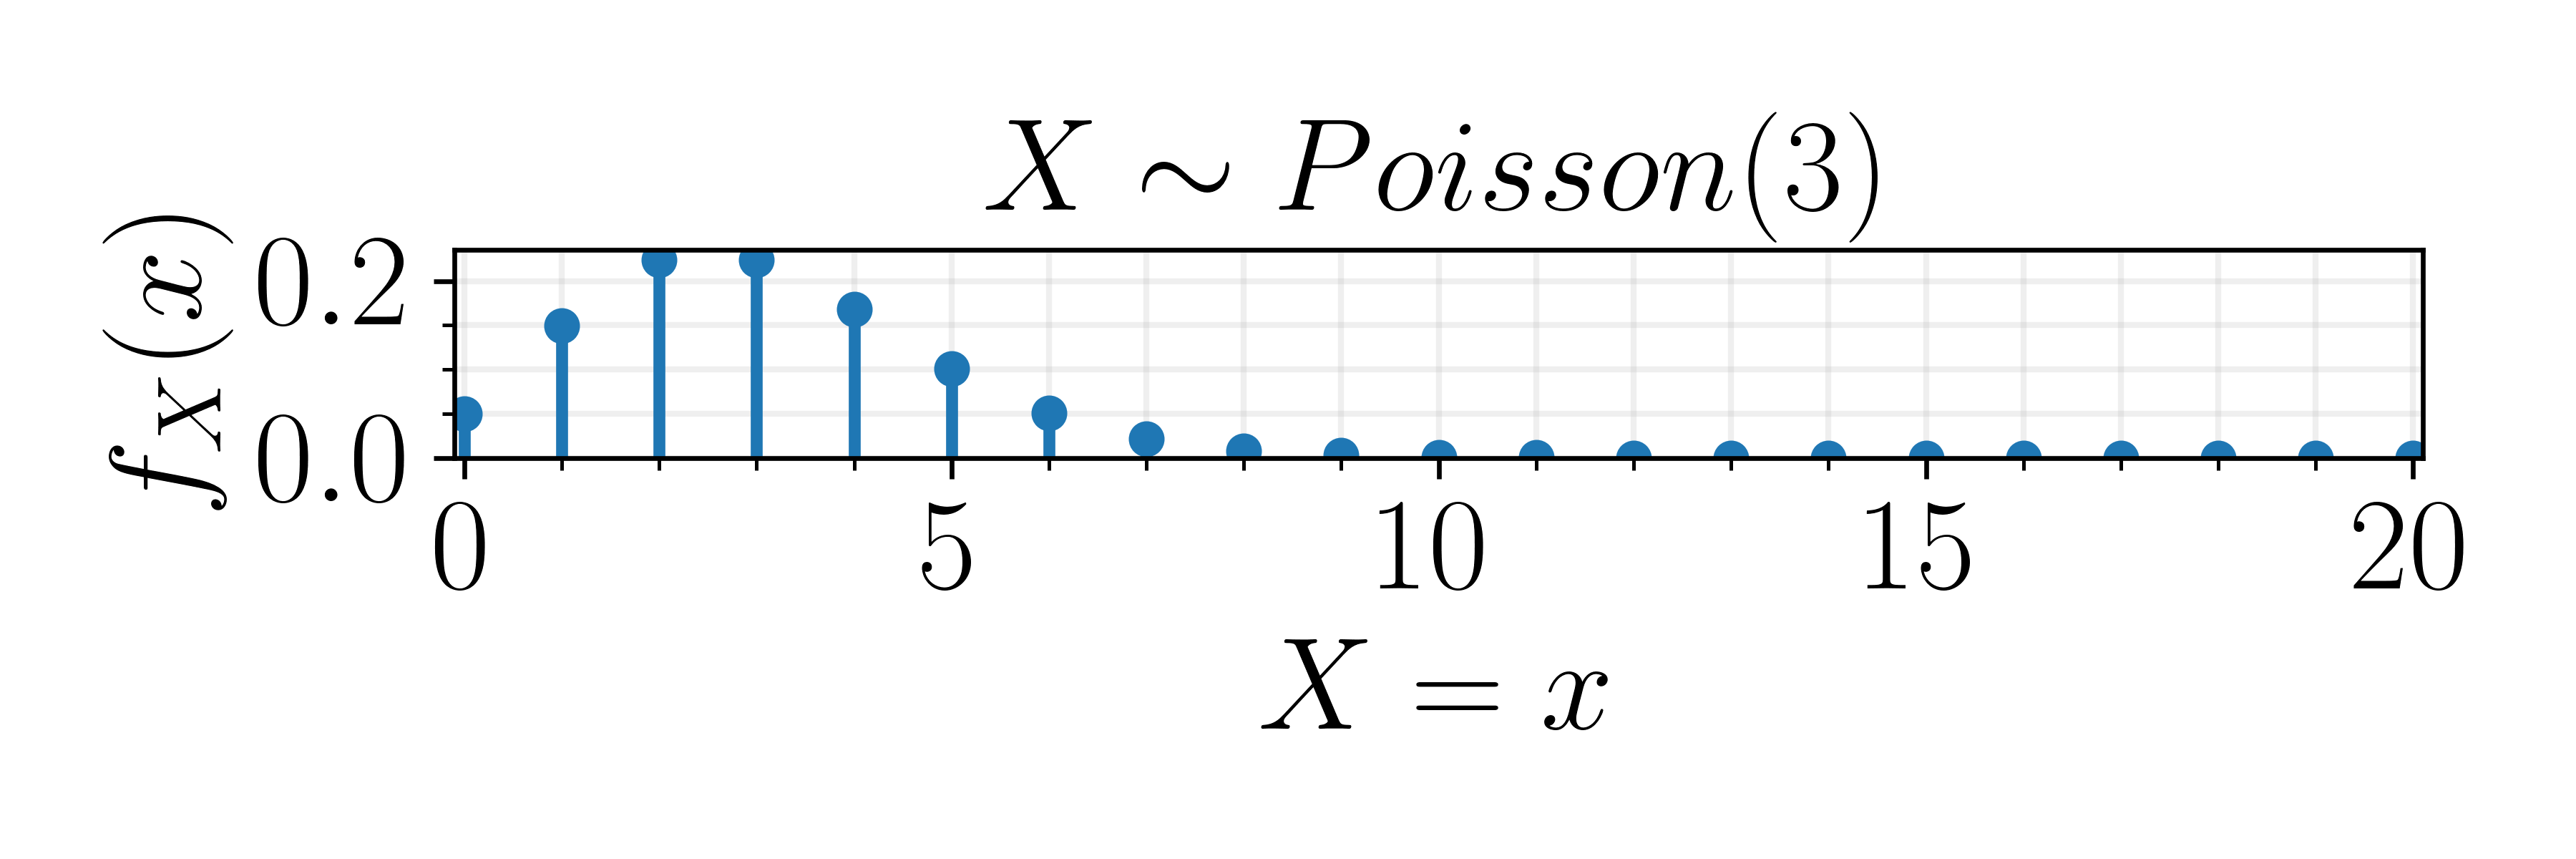 X ∼ Poisson(3)
f_X(x)
0.2
0.0
0 5 10 15 20
X = x